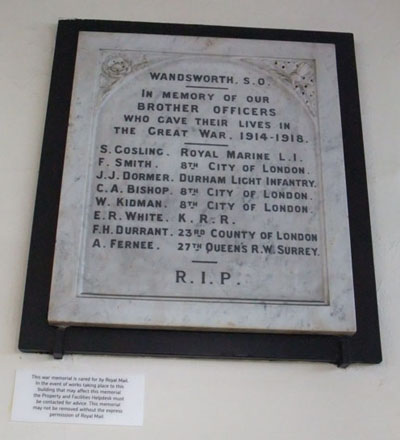 WANDSWORTH. S.O.
IN MEMORY OF OUR
BROTHER OFFICERS
WHO GAVE THEIR LIVES IN
THE GREAT WAR. 1914-1918.
S. GOSLING. ROYAL MARINE L.I.
F. SMITH. 8TH CITY OF LONDON.
J.J. DORMER. DURHAM LIGHT INFANTRY.
C.A. BISHOP. 8TH CITY OF LONDON.
W. KIDMAN. 8TH CITY OF LONDON.
E.R. WHITE. K. R. R.
F.H. DURRANT. 23RD COUNTY OF LONDON
A. FERNEE. 27TH QUEEN'S R.W. SURREY.
R.I.P.
This war memorial is cared for by Royal Mail.
In the event of works taking place to this
building that may affect this memorial
the Property and Facilities Helpdesk must
be contacted for advice. This memorial
may not be removed without the express
permission of Royal Mail.